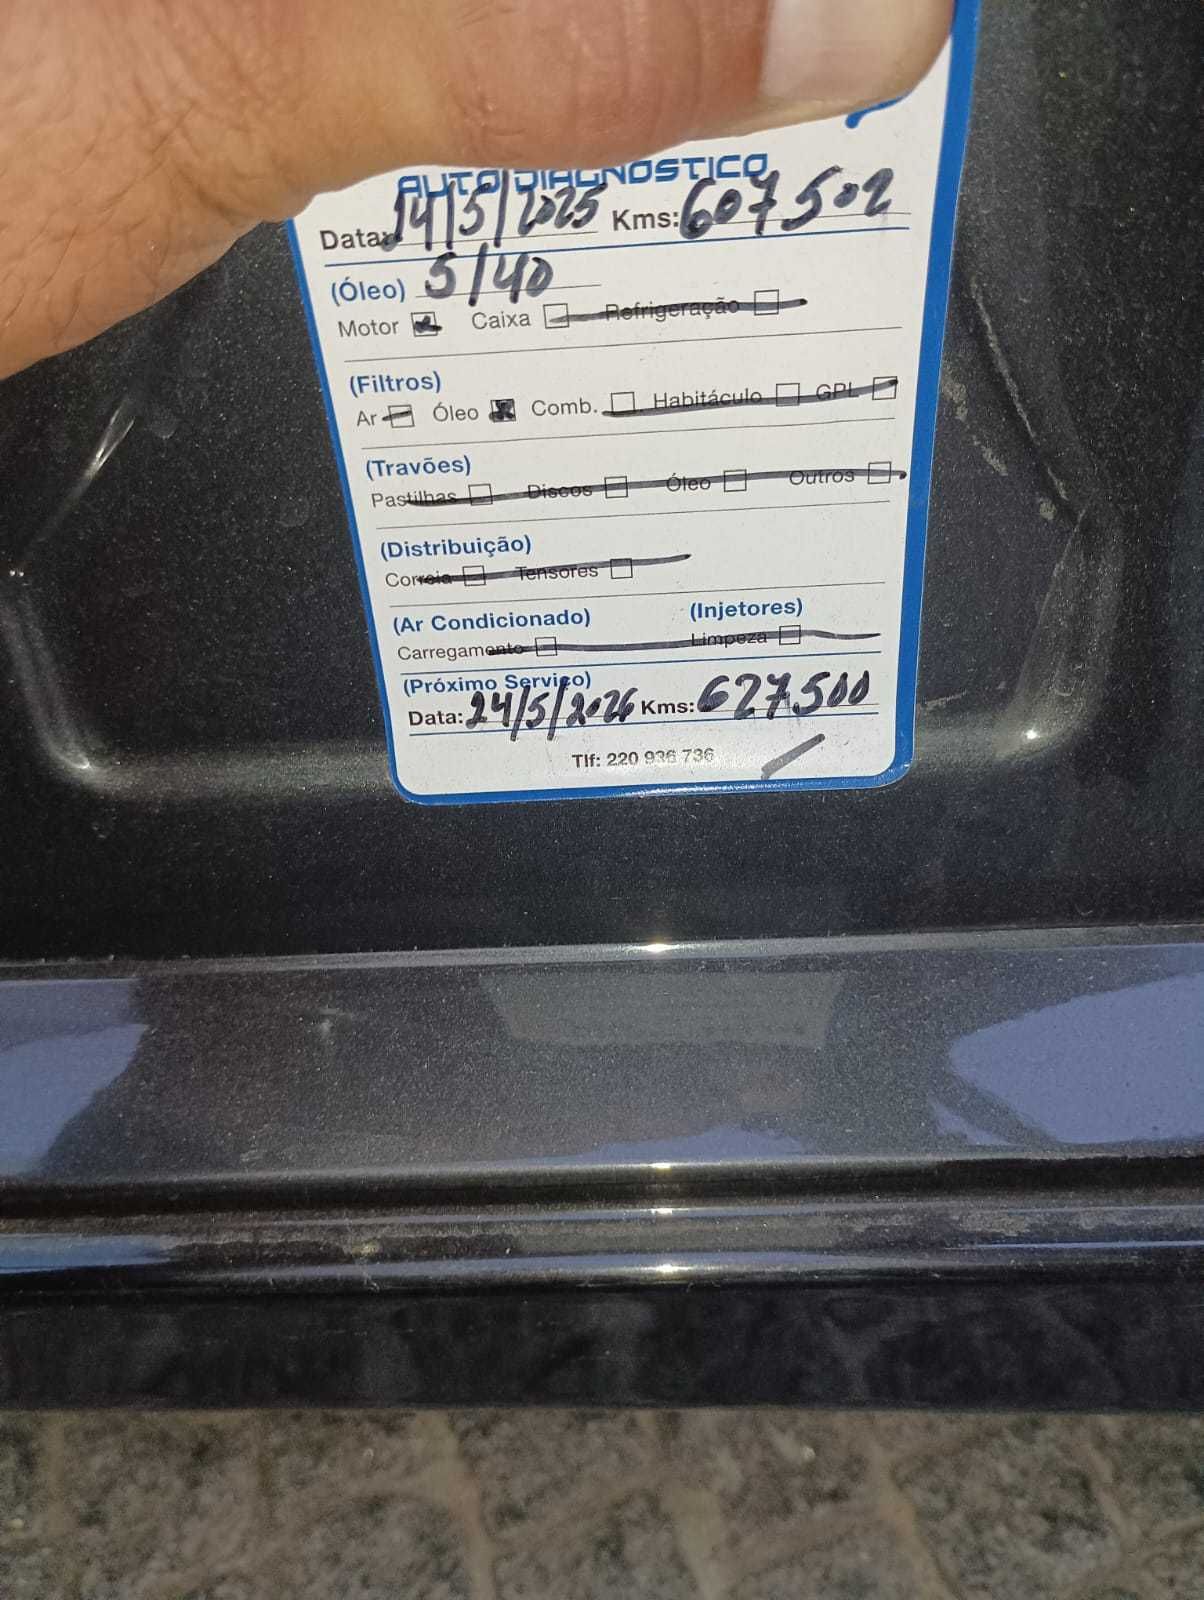 AUTO DIAGNOSTICO
Data: 14/5/2025 Kms: 607502
(Óleo) 5/40
Motor Caixa Refrigeração
(Filtros)
Ar Óleo Comb. Habitáculo GPL
(Travões)
Pastilhas Discos Óleo Outros
(Distribuição)
Correia Tensores
(Ar Condicionado) (Injetores)
Carregamento Limpeza
(Próximo Serviço)
Data: 24/5/2026 Kms: 627500
Tlf: 220 936 736